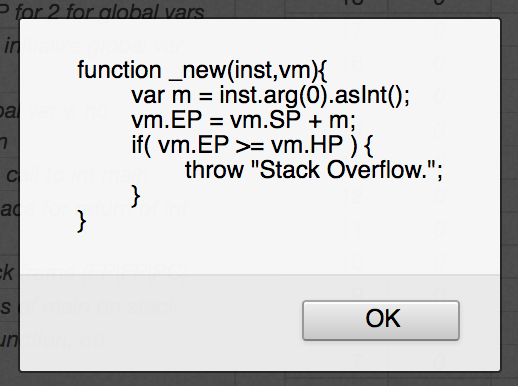 P for 2 for global vars
function _new(inst,vm){
var m = inst.arg(0).asInt();
vm.EP = vm.SP + m;
if( vm.EP >= vm.HP ) {
throw "Stack Overflow.";
}
}
OK